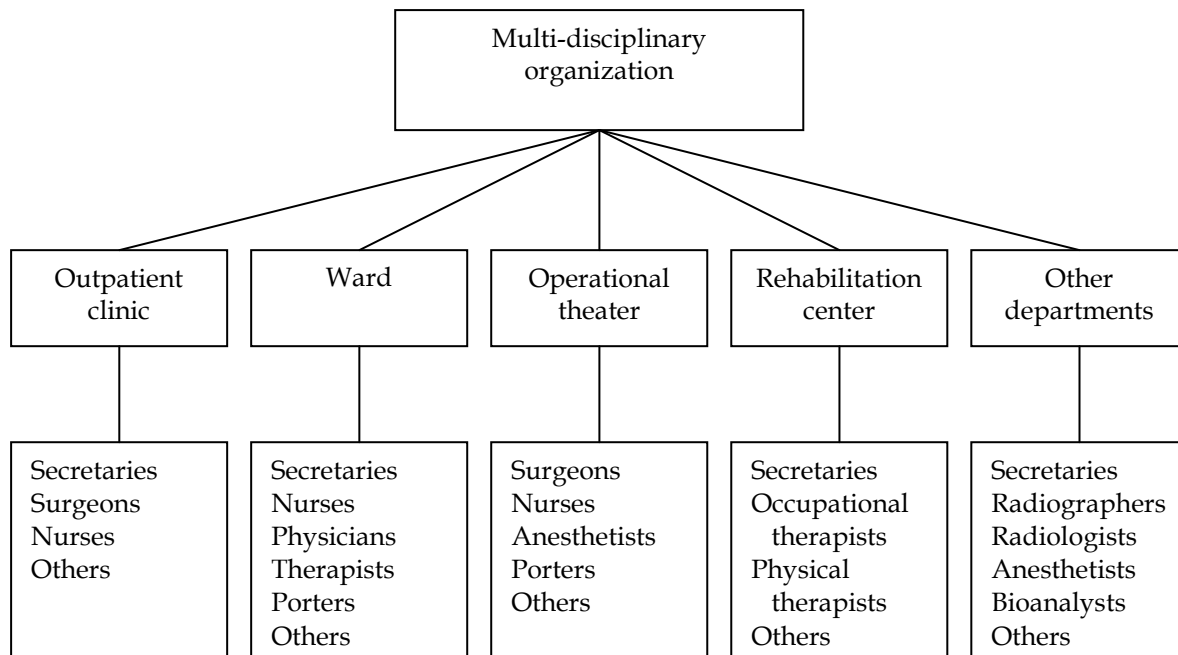 Multi-disciplinary
organization
Outpatient
clinic
Ward
Operational
theater
Rehabilitation
center
Other
departments
Secretaries
Surgeons
Nurses
Others
Secretaries
Nurses
Physicians
Therapists
Porters
Others
Surgeons
Nurses
Anesthetists
Porters
Others
Secretaries
Occupational
therapists
Physical
therapists
Others
Secretaries
Radiographers
Radiologists
Anesthetists
Bioanalysts
Others